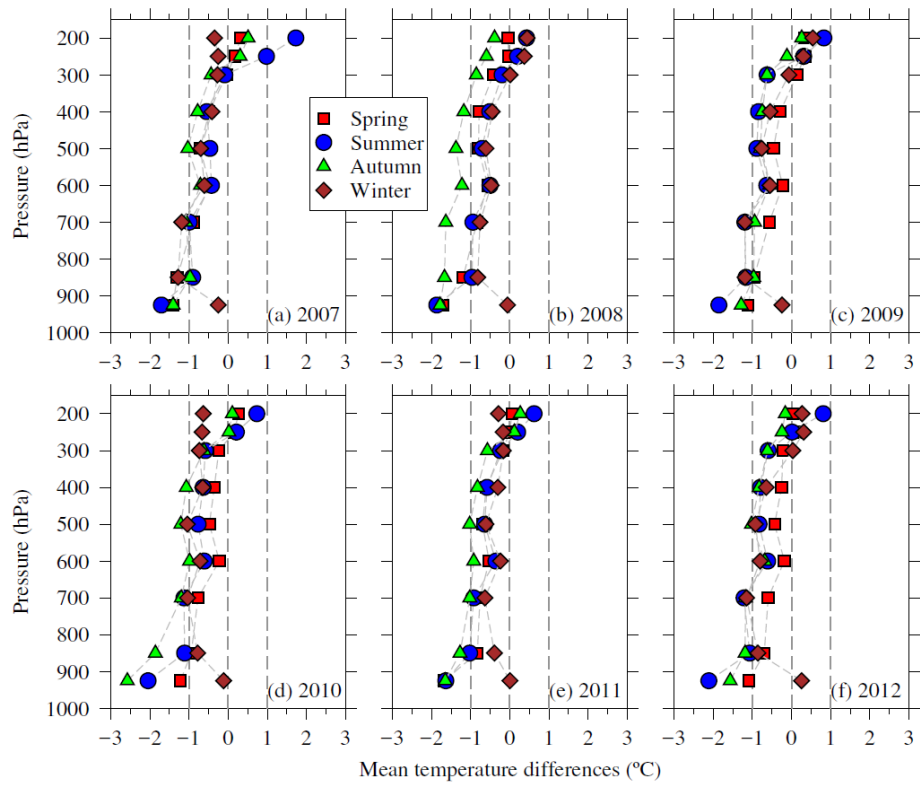 200
300
400
500
600
700
800
900
1000
Pressure (hPa)
Spring
Summer
Autumn
Winter
(a) 2007
(b) 2008
(c) 2009
−3 −2 −1 0 1 2 3
−3 −2 −1 0 1 2 3
−3 −2 −1 0 1 2 3
200
300
400
500
600
700
800
900
1000
Pressure (hPa)
(d) 2010
(e) 2011
(f) 2012
−3 −2 −1 0 1 2 3
−3 −2 −1 0 1 2 3
−3 −2 −1 0 1 2 3
Mean temperature differences (ºC)